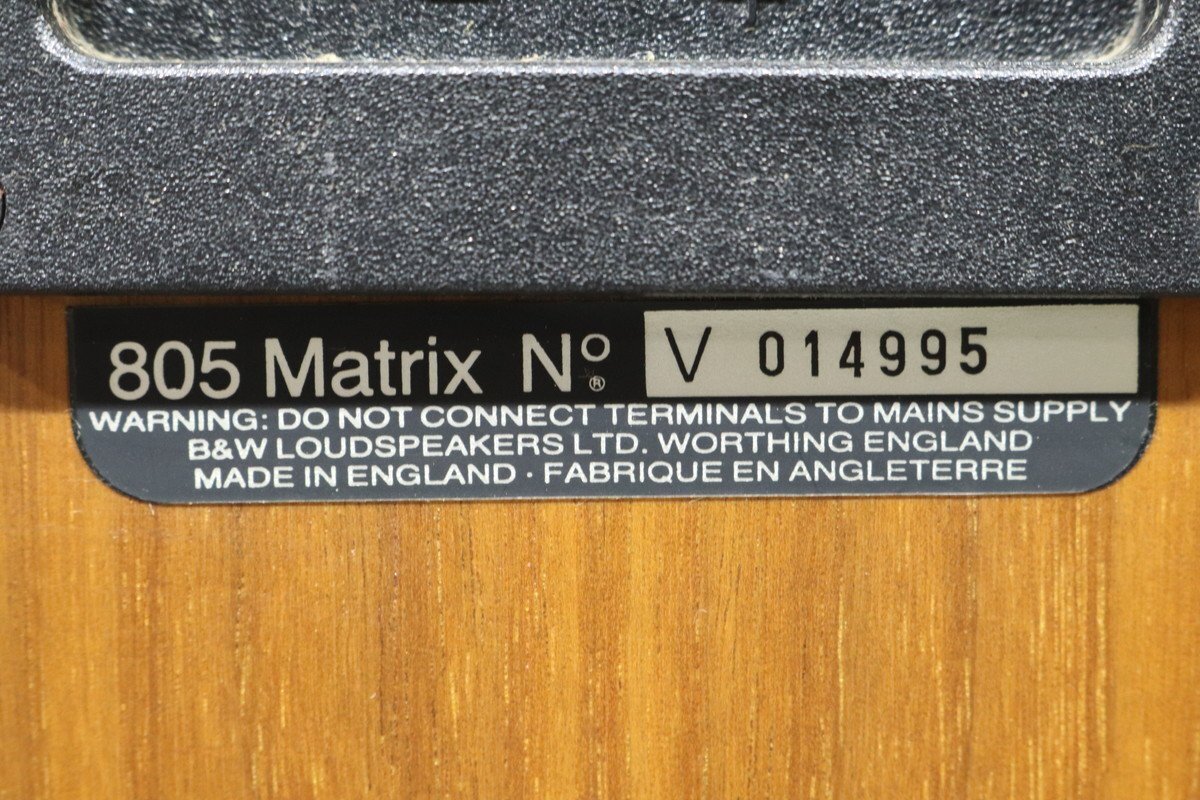 805 Matrix Nº ® V 014995
WARNING: DO NOT CONNECT TERMINALS TO MAINS SUPPLY
B&W LOUDSPEAKERS LTD. WORTHING ENGLAND
MADE IN ENGLAND · FABRIQUE EN ANGLETERRE